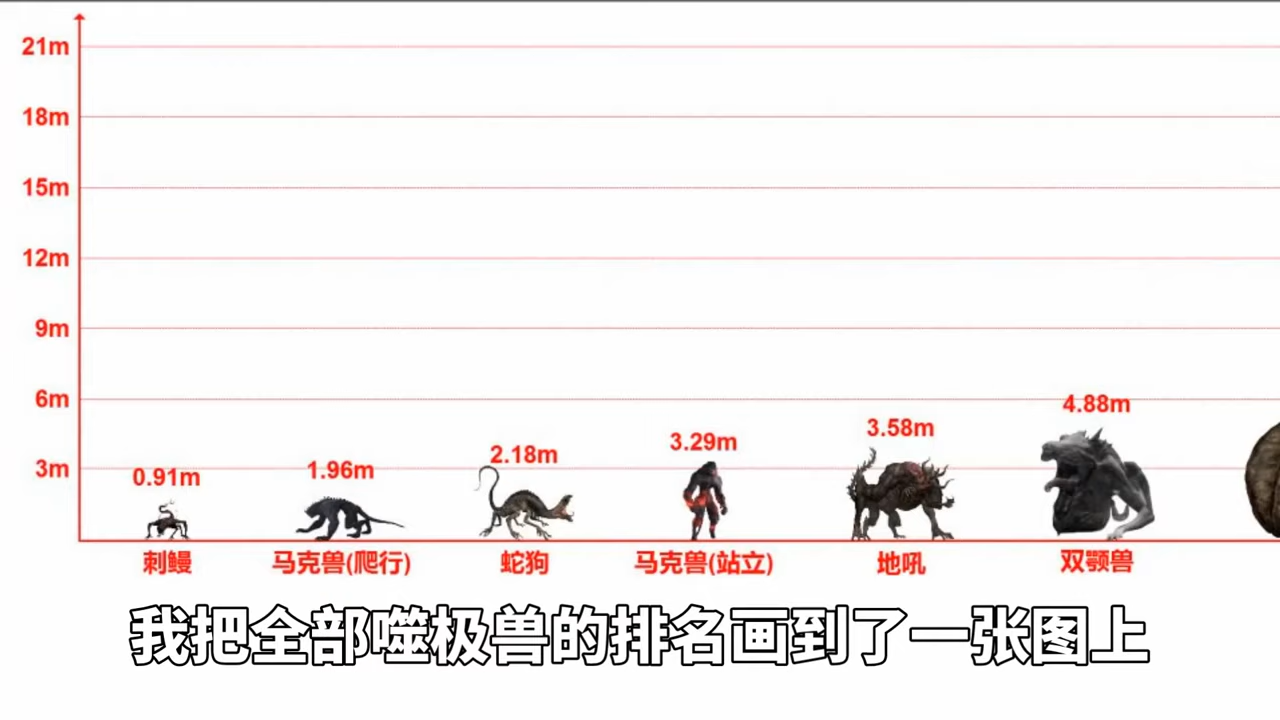 21m
18m
15m
12m
9m
6m
3m
0.91m
1.96m
2.18m
3.29m
3.58m
4.88m
刺鳗
马克兽(爬行)
蛇狗
马克兽(站立)
地吼
双颚兽
我把全部噬极兽的排名画到了一张图上